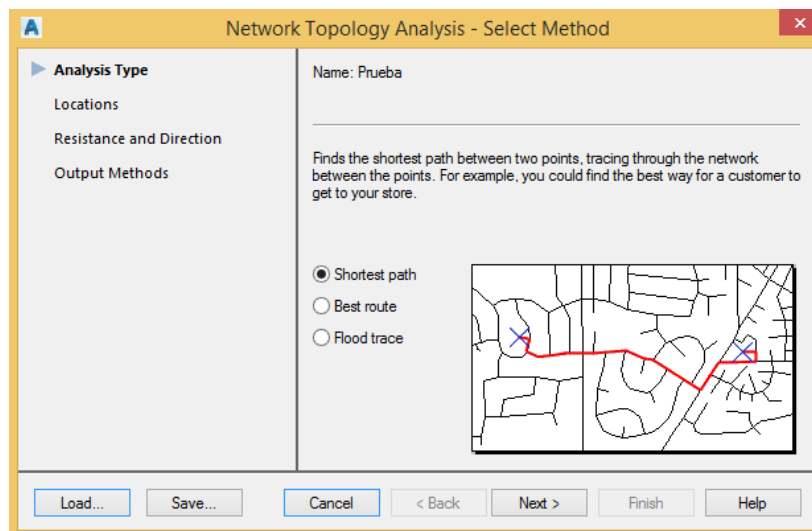 Network Topology Analysis - Select Method
Analysis Type
Locations
Resistance and Direction
Output Methods
Name: Prueba
Finds the shortest path between two points, tracing through the network
between the points. For example, you could find the best way for a customer to
get to your store.
Shortest path
Best route
Flood trace
Load...
Save...
Cancel
< Back
Next >
Finish
Help